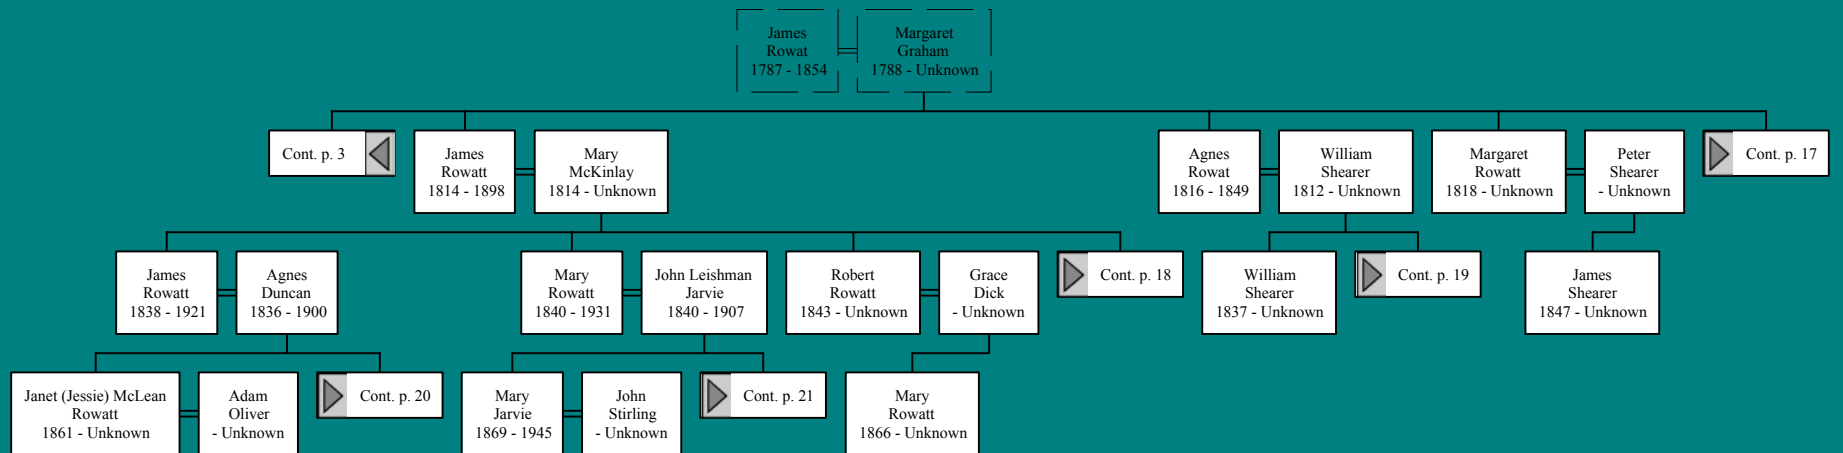 James
Rowat
1787 - 1854
Margaret
Graham
1788 - Unknown
Cont. p. 3
James
Rowatt
1814 - 1898
Mary
McKinlay
1814 - Unknown
Agnes
Rowat
1816 - 1849
William
Shearer
1812 - Unknown
Margaret
Rowatt
1818 - Unknown
Peter
Shearer
- Unknown
Cont. p. 17
James
Rowatt
1838 - 1921
Agnes
Duncan
1836 - 1900
Mary
Rowatt
1840 - 1931
John Leishman
Jarvie
1840 - 1907
Robert
Rowatt
1843 - Unknown
Grace
Dick
- Unknown
Cont. p. 18
William
Shearer
1837 - Unknown
Cont. p. 19
James
Shearer
1847 - Unknown
Janet (Jessie) McLean
Rowatt
1861 - Unknown
Adam
Oliver
- Unknown
Cont. p. 20
Mary
Jarvie
1869 - 1945
John
Stirling
- Unknown
Cont. p. 21
Mary
Rowatt
1866 - Unknown